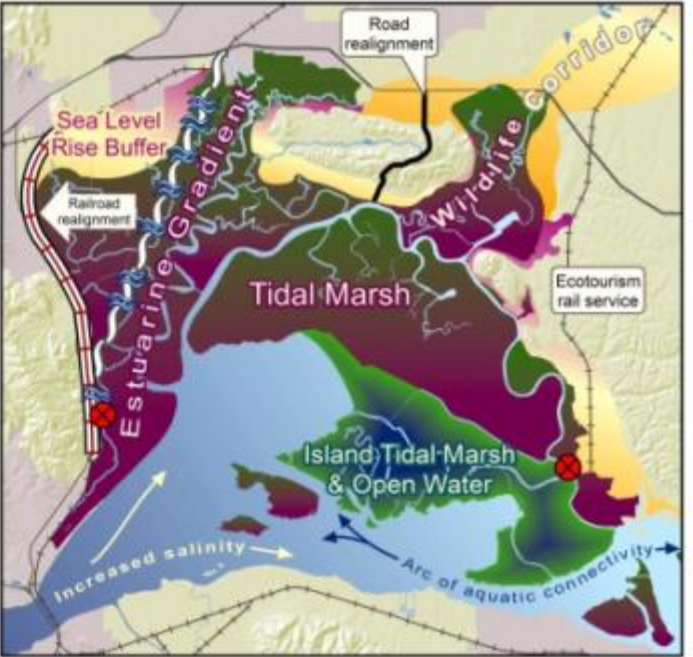 Road
realignment
Wildlife corridor
Sea Level
Rise Buffer
Estuarine Gradient
Railroad
realignment
Tidal Marsh
Ecotourism
rail service
Island Tidal Marsh
& Open Water
Increased salinity
Arc of aquatic connectivity